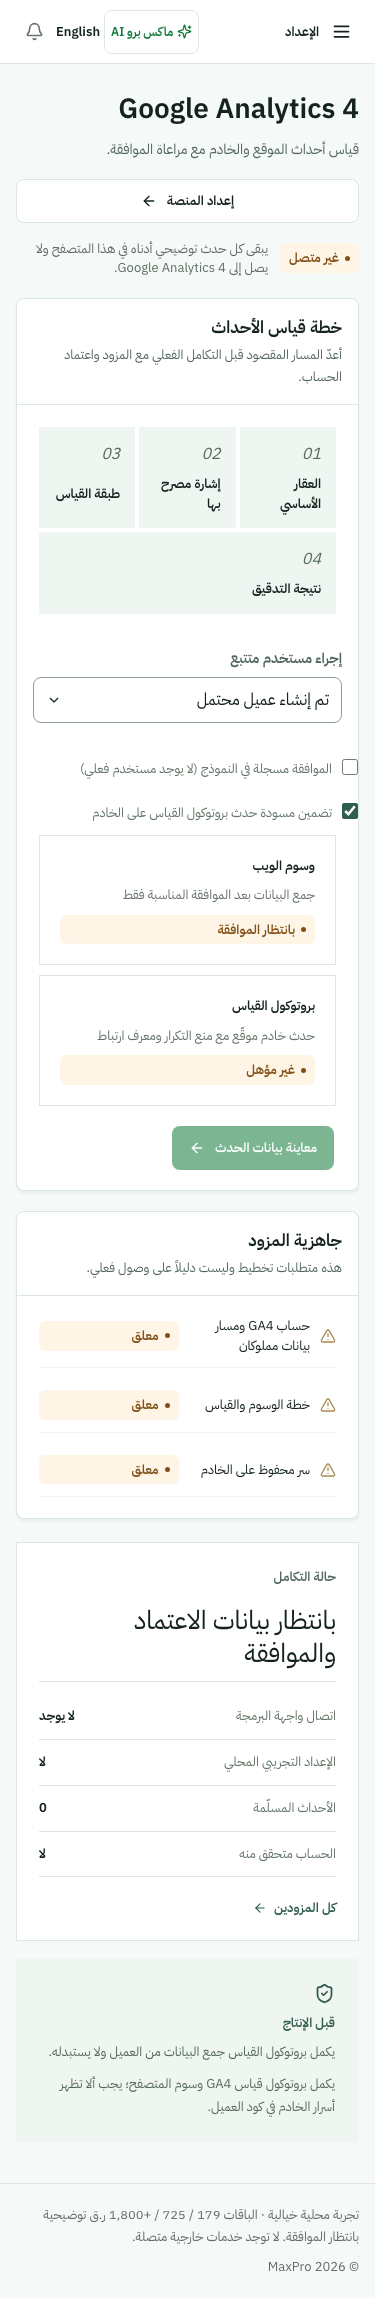 الإعداد
ماكس برو AI
English
Google Analytics 4
قياس أحداث الموقع والخادم مع مراعاة الموافقة.
إعداد المنصة
غير متصل
يبقى كل حدث توضيحي أدناه في هذا المتصفح ولا
يصل إلى Google Analytics 4.
خطة قياس الأحداث
أعدّ المسار المقصود قبل التكامل الفعلي مع المزود واعتماد
الحساب.
01
العقار
الأساسي
02
إشارة مصرح
بها
03
طبقة القياس
04
نتيجة التدقيق
إجراء مستخدم متتبع
تم إنشاء عميل محتمل
الموافقة مسجلة في النموذج (لا يوجد مستخدم فعلي)
تضمين مسودة حدث بروتوكول القياس على الخادم
وسوم الويب
جمع البيانات بعد الموافقة المناسبة فقط
بانتظار الموافقة
بروتوكول القياس
حدث خادم موقّع مع منع التكرار ومعرف ارتباط
غير مؤهل
معاينة بيانات الحدث
جاهزية المزود
هذه متطلبات تخطيط وليست دليلاً على وصول فعلي.
حساب GA4 ومسار
بيانات مملوكان
معلق
خطة الوسوم والقياس
معلق
سر محفوظ على الخادم
معلق
حالة التكامل
بانتظار بيانات الاعتماد
والموافقة
اتصال واجهة البرمجة
لا يوجد
الإعداد التجريبي المحلي
لا
الأحداث المسلّمة
0
الحساب متحقق منه
لا
كل المزودين
قبل الإنتاج
يكمل بروتوكول القياس جمع البيانات من العميل ولا يستبدله.
يكمل بروتوكول قياس GA4 وسوم المتصفح؛ يجب ألا تظهر
أسرار الخادم في كود العميل.
تجربة محلية خيالية · الباقات 179 / 725 / +1,800 ر.ق توضيحية
بانتظار الموافقة. لا توجد خدمات خارجية متصلة.
© 2026 MaxPro